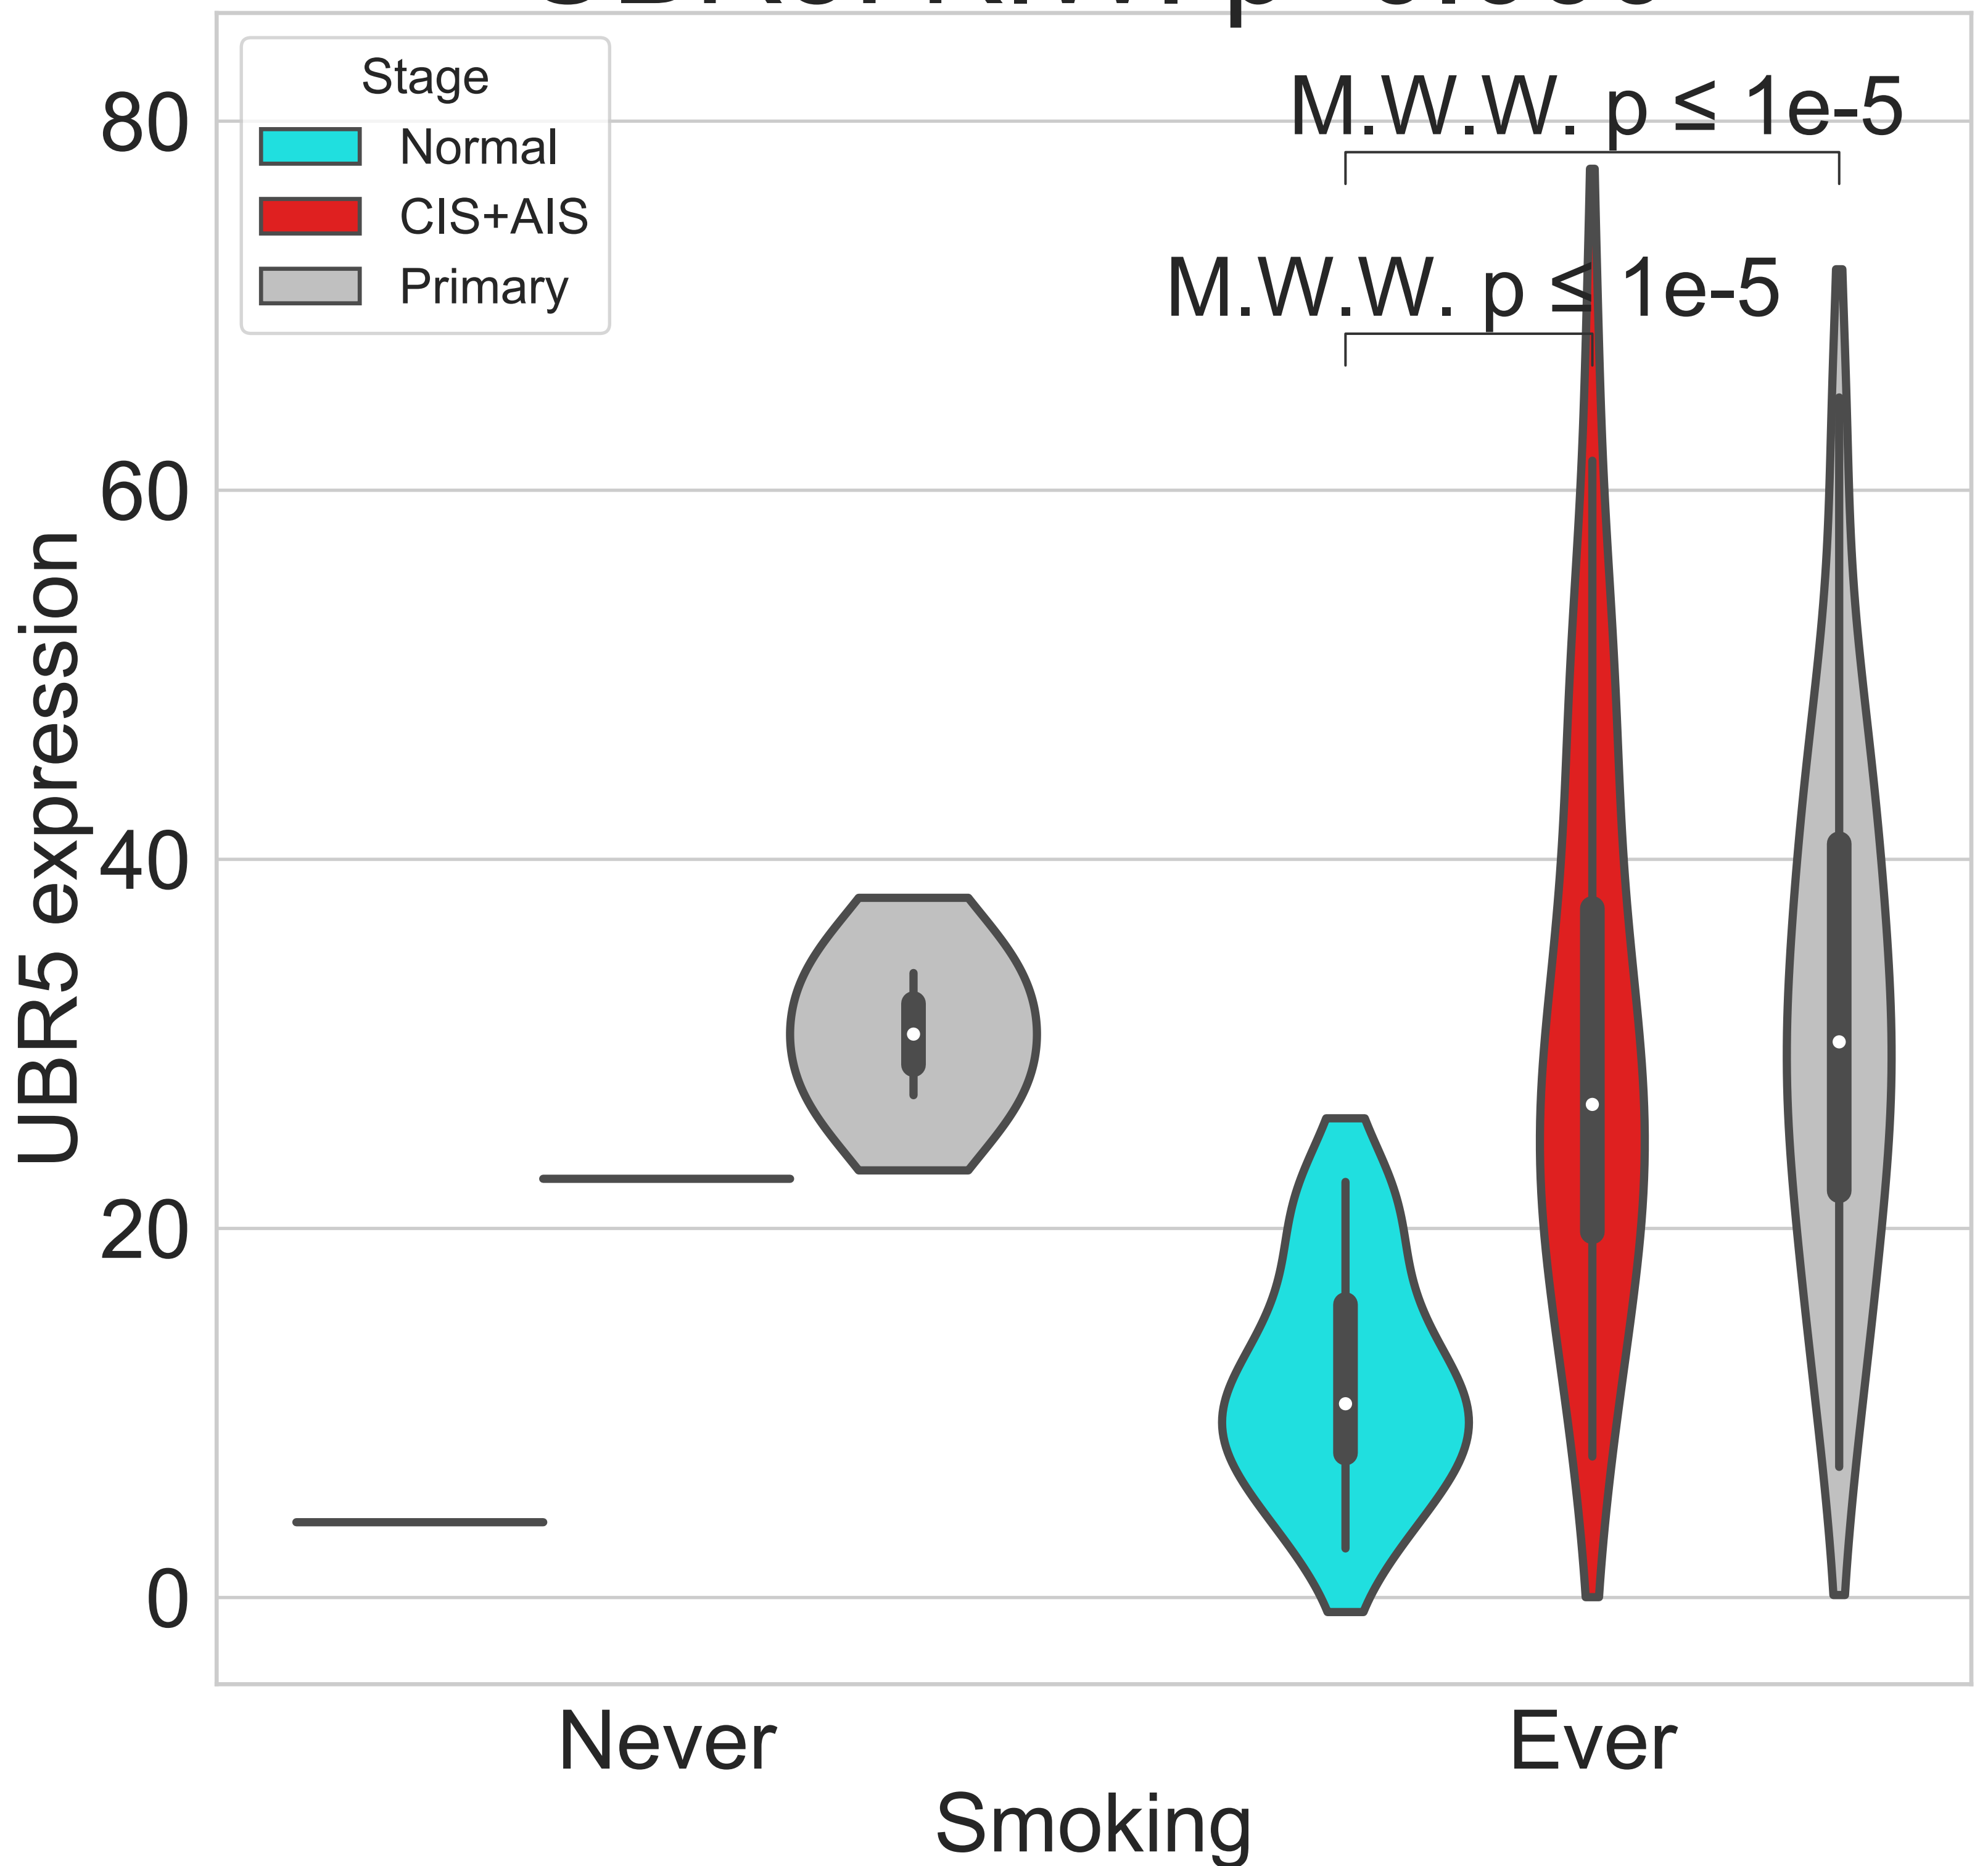 Stage
Normal
CIS+AIS
Primary
M.W.W. p ≤ 1e-5
M.W.W. p ≤ 1e-5
80
60
40
20
0
UBR5 expression
Never
Ever
Smoking